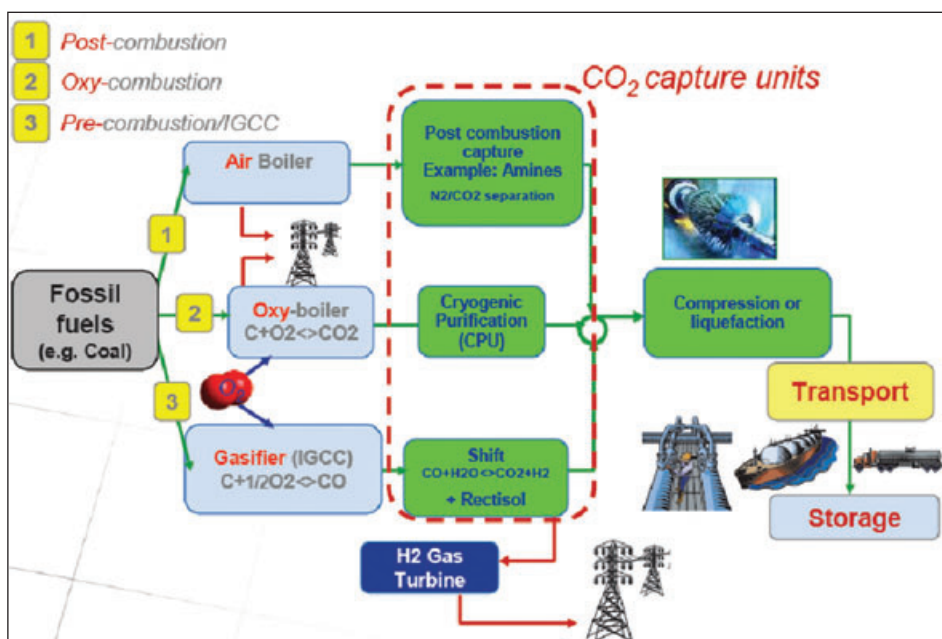 1 Post-combustion
2 Oxy-combustion
3 Pre-combustion/IGCC
CO2 capture units
Air Boiler
Post combustion
capture
Example: Amines
N2/CO2 separation
1
Fossil
fuels
(e.g. Coal)
2
Oxy-boiler
C+O2<>CO2
Cryogenic
Purification
(CPU)
Compression or
liquefaction
O2
3
Transport
Gasifier (IGCC)
C+1/2O2<>CO
Shift
CO+H2O<>CO2+H2
+ Rectisol
Storage
H2 Gas
Turbine